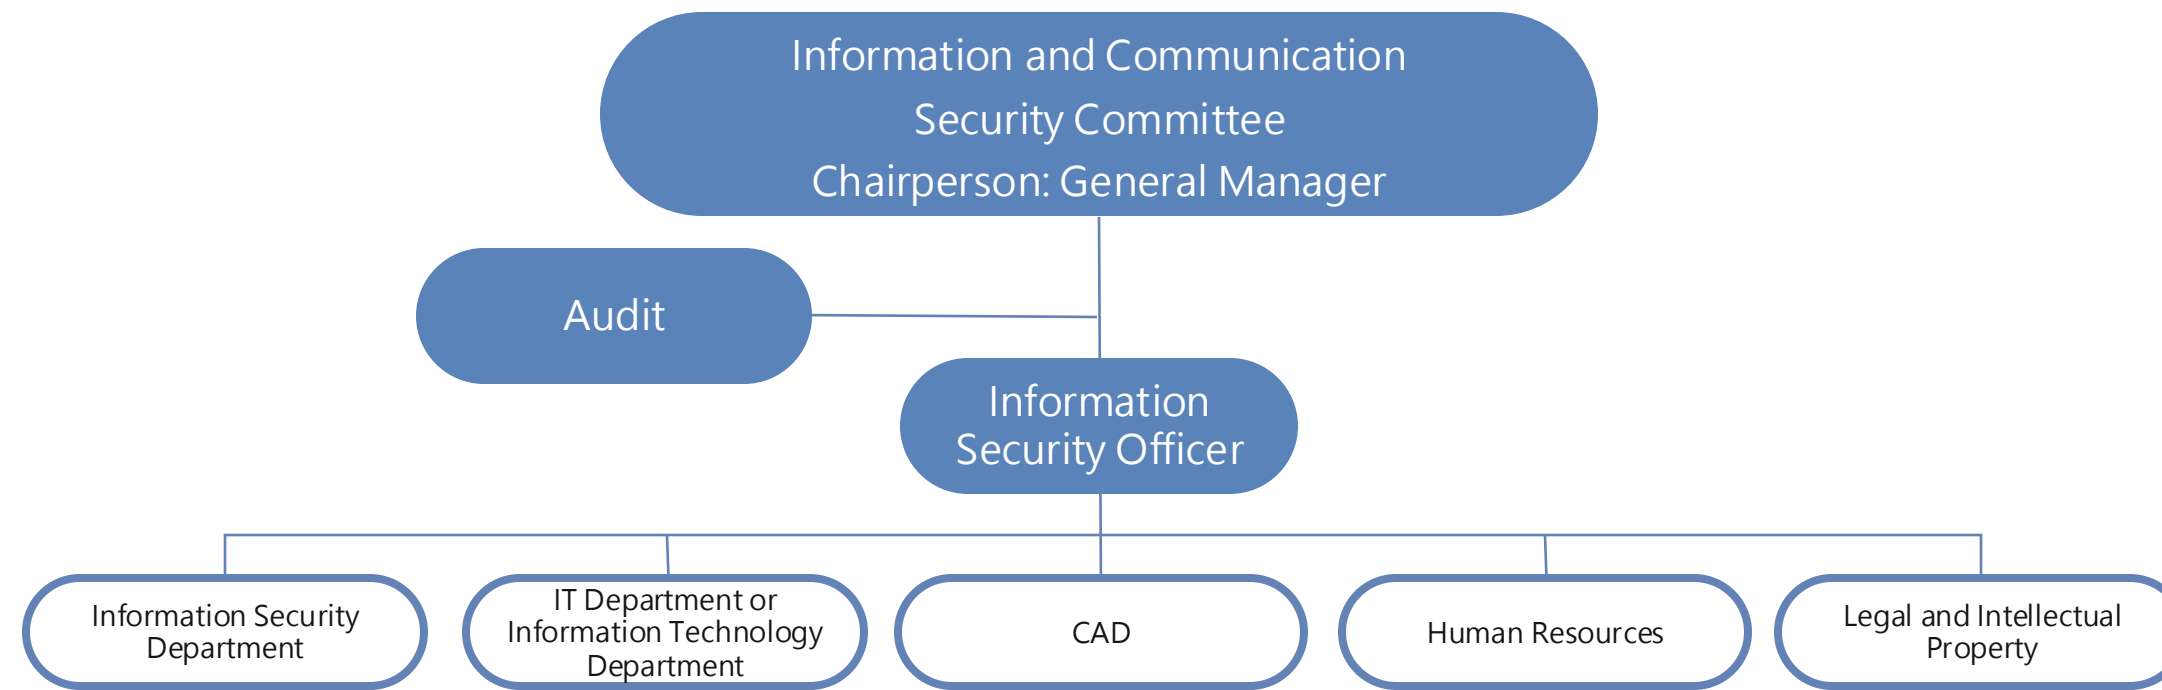 Information and Communication
Security Committee
Chairperson: General Manager
Audit
Information
Security Officer
Information Security
Department
IT Department or
Information Technology
Department
CAD
Human Resources
Legal and Intellectual
Property